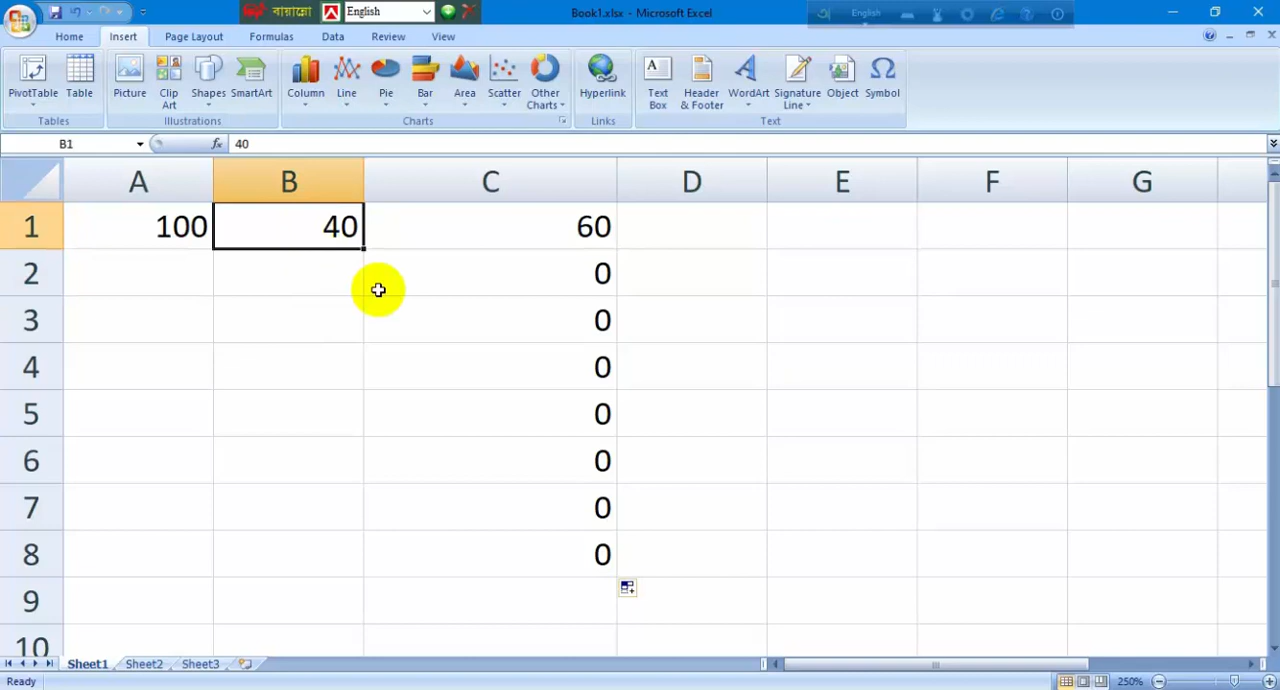 বায়ান্নো English Book1.xlsx - Microsoft Excel English
Home Insert Page Layout Formulas Data Review View
PivotTable Table Picture Clip Art Shapes SmartArt Column Line Pie Bar Area Scatter Other Charts Hyperlink Text Box Header & Footer WordArt Signature Line Object Symbol
Tables Illustrations Charts Links Text
B1 fx 40
A B C D E F G
1 100 40 60
2 0
3 0
4 0
5 0
6 0
7 0
8 0
9
10
Sheet1 Sheet2 Sheet3
Ready 250%